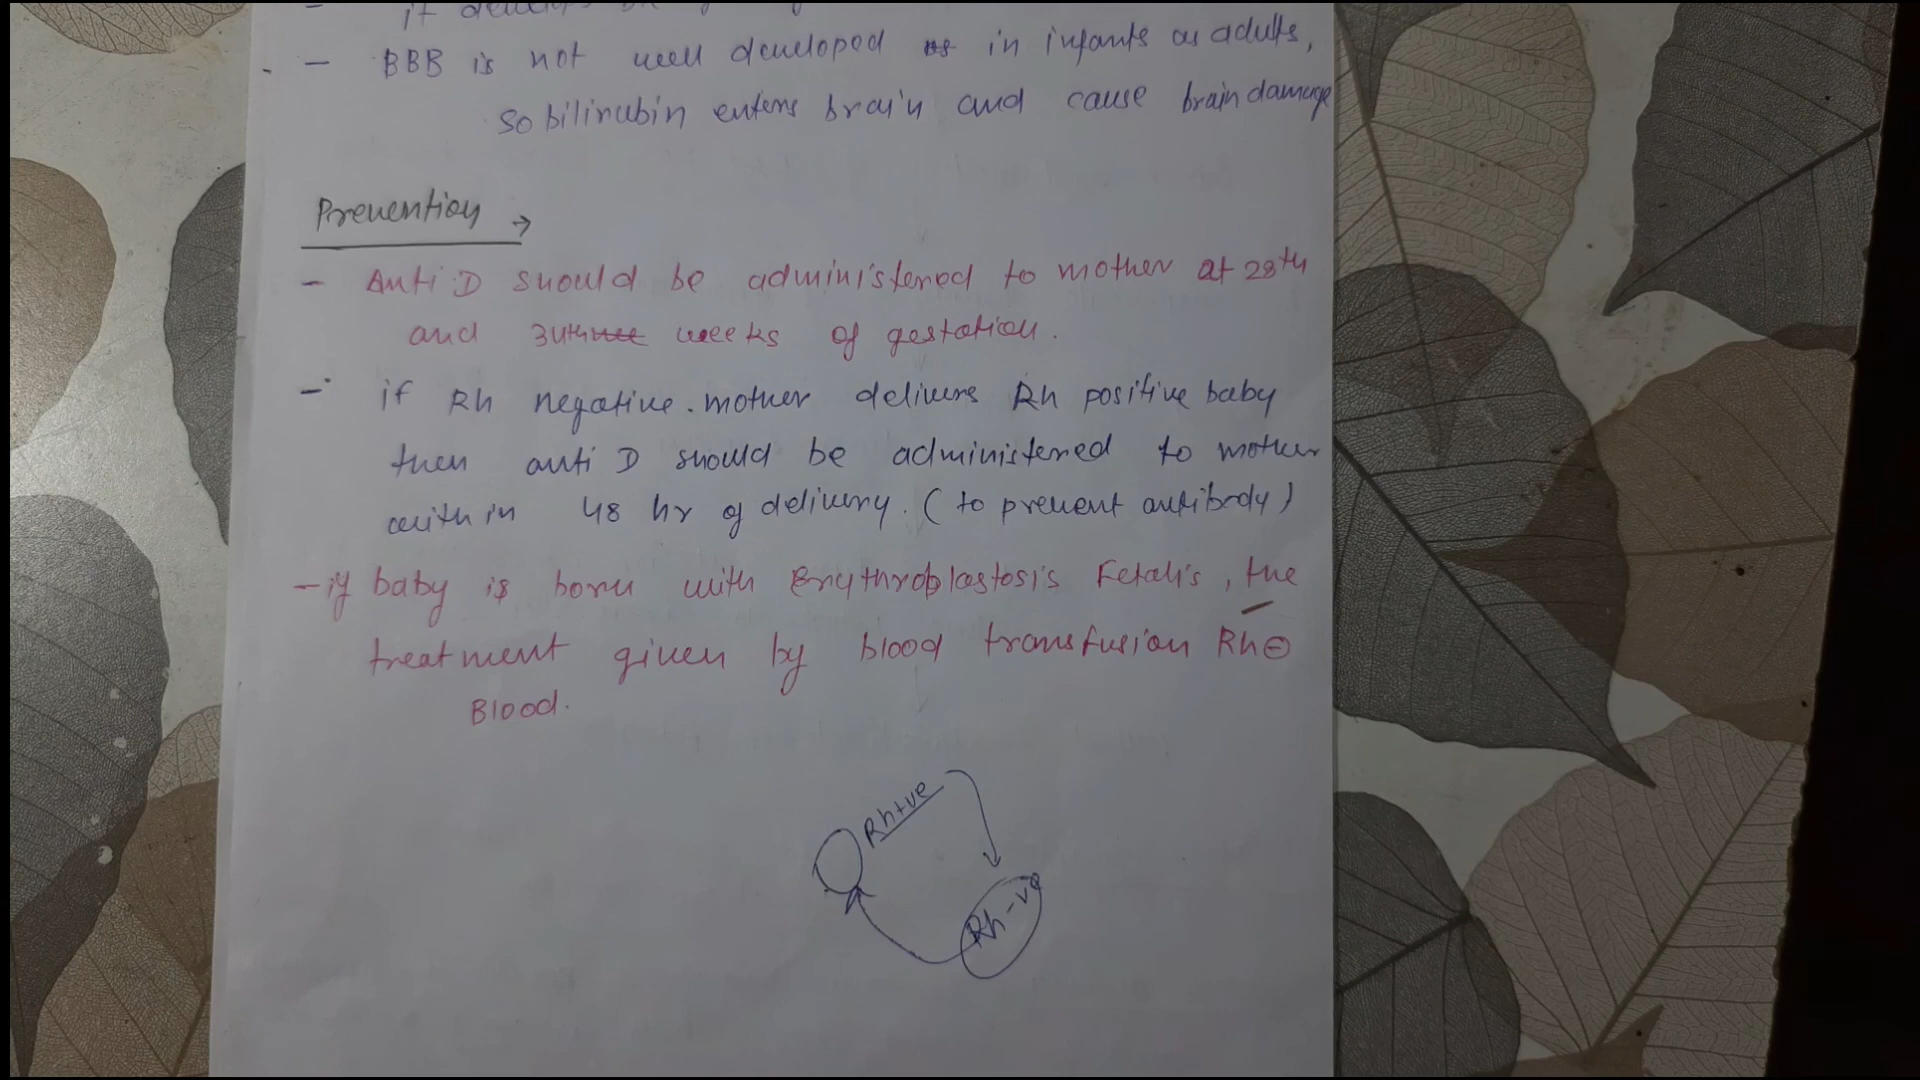 it develops
- BBB is not well developed as in infants as adults,
so bilirubin enters brain and cause brain damage
Prevention →
- Anti D should be administered to mother at 28th
and 34th weeks of gestation.
- if Rh negative. mother delivers Rh positive baby
then anti D should be administered to mother
within 48 hr of delivery. (to prevent antibody)
- if baby is born with Erythroblastosis Fetalis, the
treatment given by blood transfusion Rh⊖
Blood.
Rh+ve
Rh-ve